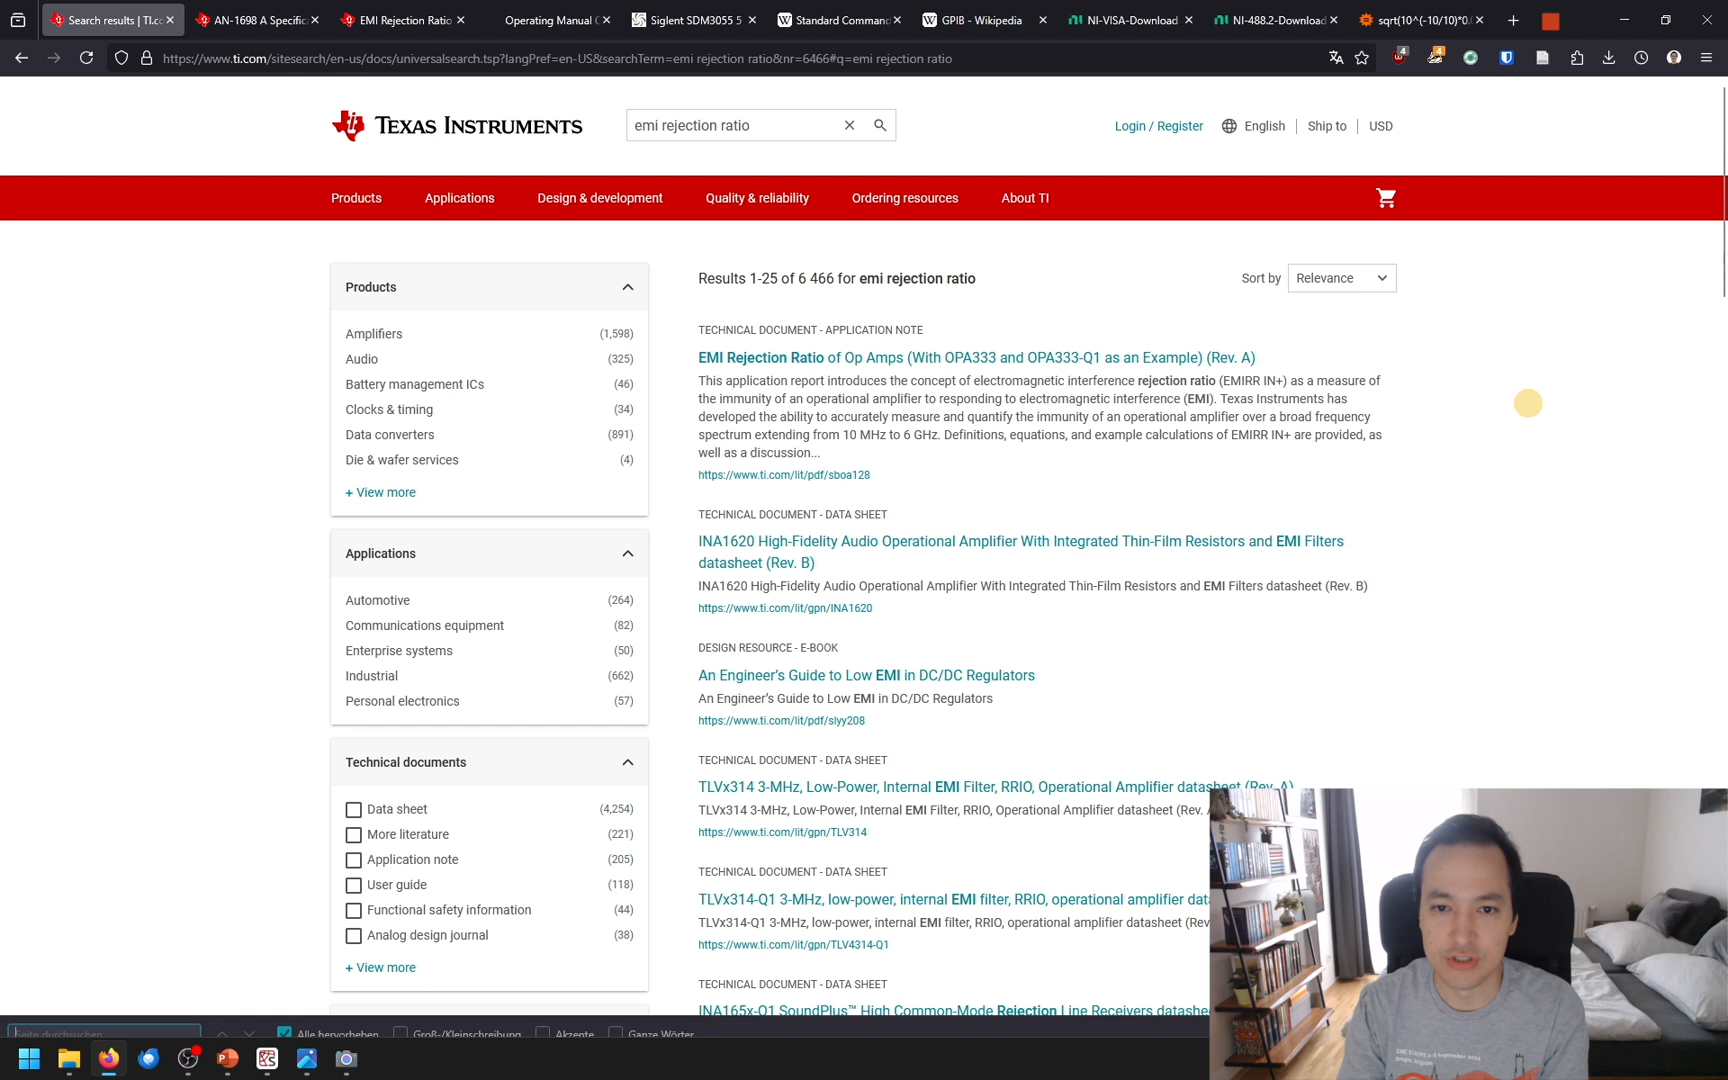 Search results | TI.cc
AN-1698 A Specific
EMI Rejection Ratio
Operating Manual
Siglent SDM3055 5
Standard Comman
GPIB - Wikipedia
NI-VISA-Download
NI-488.2-Download
sqrt(10^(-10/10)*0.
https://www.ti.com/sitesearch/en-us/docs/universalsearch.tsp?langPref=en-US&searchTerm=emi rejection ratio&nr=6466#q=emi rejection ratio
4
4
TEXAS INSTRUMENTS
emi rejection ratio
Login / Register
English
Ship to
USD
Products
Applications
Design & development
Quality & reliability
Ordering resources
About TI
Products
Amplifiers (1,598)
Audio (325)
Battery management ICs (46)
Clocks & timing (34)
Data converters (891)
Die & wafer services (4)
+ View more
Applications
Automotive (264)
Communications equipment (82)
Enterprise systems (50)
Industrial (662)
Personal electronics (57)
Technical documents
Data sheet (4,254)
More literature (221)
Application note (205)
User guide (118)
Functional safety information (44)
Analog design journal (38)
+ View more
Results 1-25 of 6 466 for emi rejection ratio
Sort by Relevance
TECHNICAL DOCUMENT - APPLICATION NOTE
EMI Rejection Ratio of Op Amps (With OPA333 and OPA333-Q1 as an Example) (Rev. A)
This application report introduces the concept of electromagnetic interference rejection ratio (EMIRR IN+) as a measure of
the immunity of an operational amplifier to responding to electromagnetic interference (EMI). Texas Instruments has
developed the ability to accurately measure and quantify the immunity of an operational amplifier over a broad frequency
spectrum extending from 10 MHz to 6 GHz. Definitions, equations, and example calculations of EMIRR IN+ are provided, as
well as a discussion...
https://www.ti.com/lit/pdf/sboa128
TECHNICAL DOCUMENT - DATA SHEET
INA1620 High-Fidelity Audio Operational Amplifier With Integrated Thin-Film Resistors and EMI Filters
datasheet (Rev. B)
INA1620 High-Fidelity Audio Operational Amplifier With Integrated Thin-Film Resistors and EMI Filters datasheet (Rev. B)
https://www.ti.com/lit/gpn/INA1620
DESIGN RESOURCE - E-BOOK
An Engineer's Guide to Low EMI in DC/DC Regulators
An Engineer's Guide to Low EMI in DC/DC Regulators
https://www.ti.com/lit/pdf/slyy208
TECHNICAL DOCUMENT - DATA SHEET
TLVx314 3-MHz, Low-Power, Internal EMI Filter, RRIO, Operational Amplifier datasheet (Rev. A)
TLVx314 3-MHz, Low-Power, Internal EMI Filter, RRIO, Operational Amplifier datasheet (Rev.
https://www.ti.com/lit/gpn/TLV314
TECHNICAL DOCUMENT - DATA SHEET
TLVx314-Q1 3-MHz, low-power, internal EMI filter, RRIO, operational amplifier dat
TLVx314-Q1 3-MHz, low-power, internal EMI filter, RRIO, operational amplifier datasheet (Rev
https://www.ti.com/lit/gpn/TLV4314-Q1
TECHNICAL DOCUMENT - DATA SHEET
INA165x-Q1 SoundPlus™ High Common-Mode Rejection Line Receivers datashe
Seite durchsuchen
Alle hervorheben
Groß-/Kleinschreibung
Akzente
Ganze Wörter